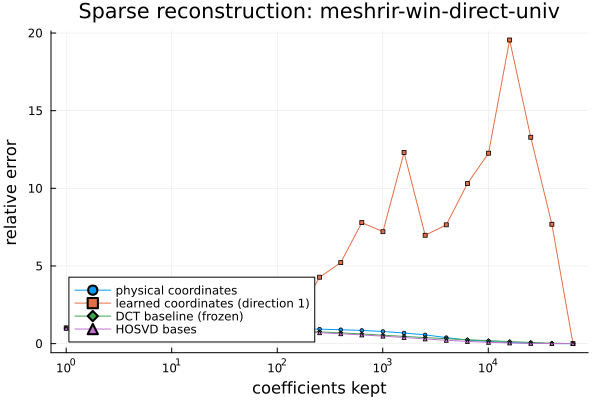 Sparse reconstruction: meshrir-win-direct-univ
relative error
20
15
10
5
0
physical coordinates
learned coordinates (direction 1)
DCT baseline (frozen)
HOSVD bases
10⁰ 10¹ 10² 10³ 10⁴
coefficients kept